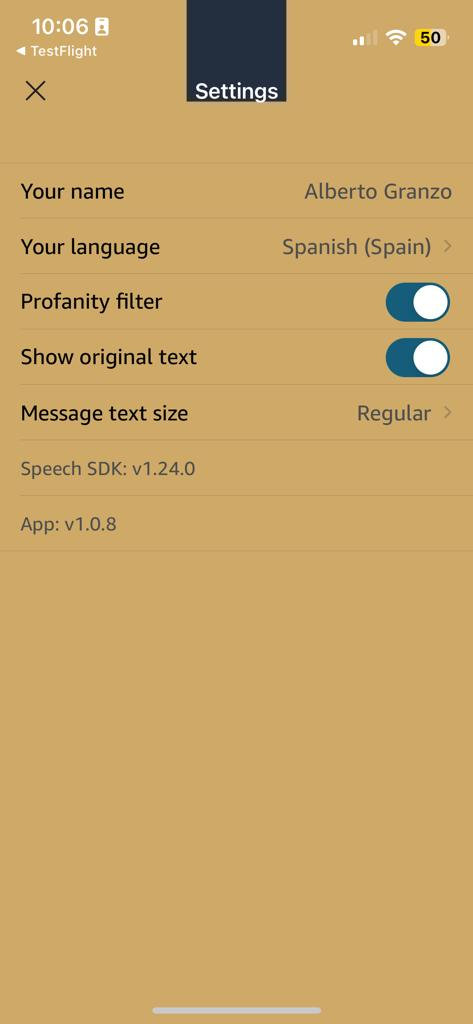 10:06
50
◀ TestFlight
Settings
Your name Alberto Granzo
Your language Spanish (Spain)
Profanity filter
Show original text
Message text size Regular
Speech SDK: v1.24.0
App: v1.0.8